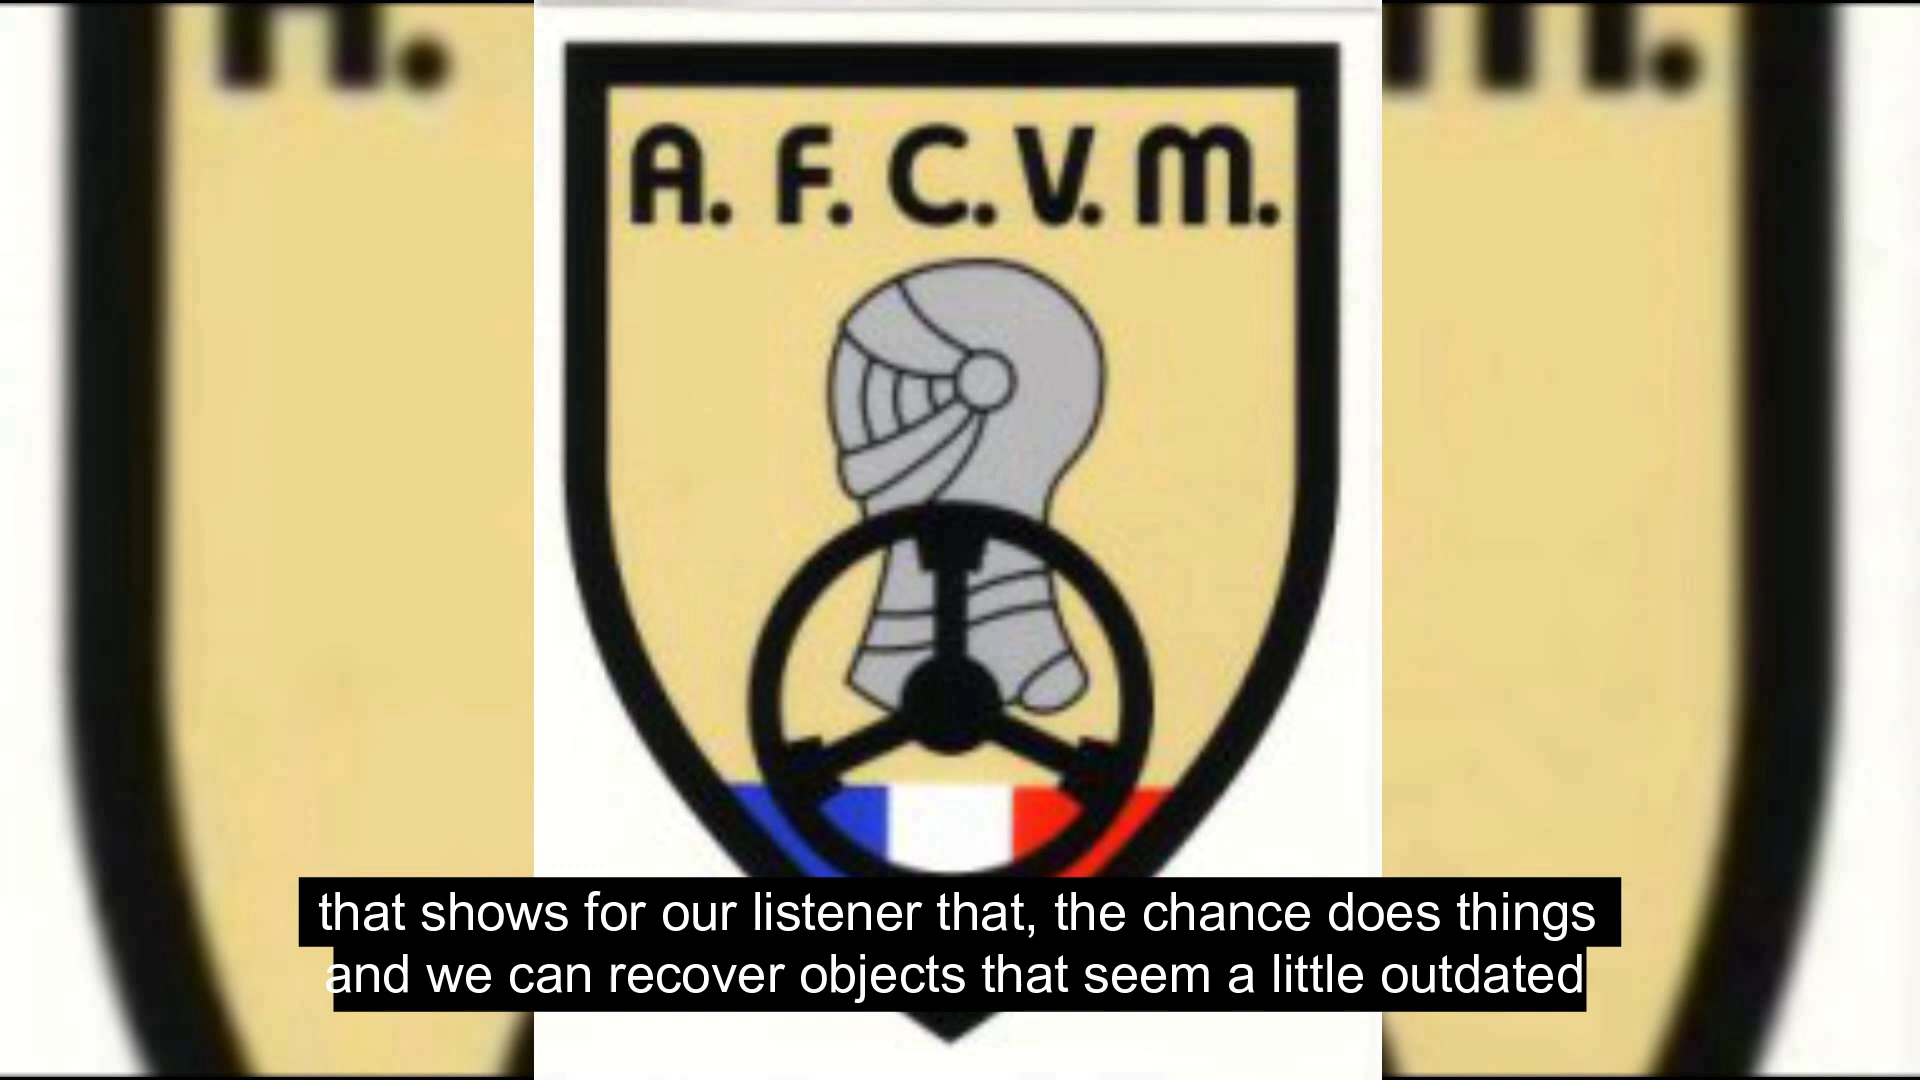 A. F. C. V. M.
that shows for our listener that, the chance does things
and we can recover objects that seem a little outdated